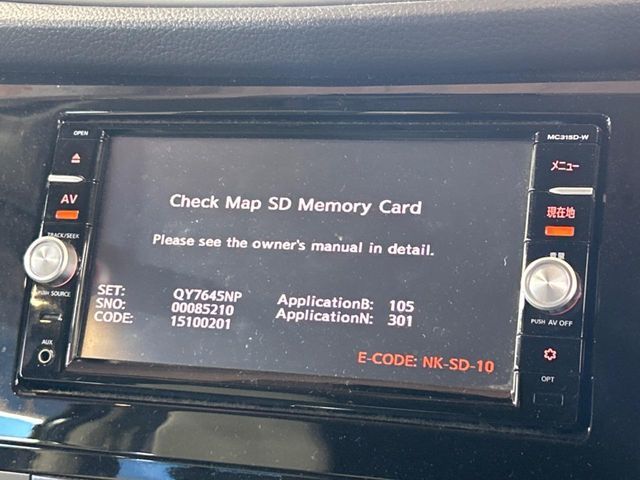 OPEN
MC315D-W
AV
メニュー
現在地
TRACK/SEEK
PUSH SOURCE
AUX
Check Map SD Memory Card
Please see the owner's manual in detail.
SET: QY7645NP ApplicationB: 105
SNO: 00085210 ApplicationN: 301
CODE: 15100201
E-CODE: NK-SD-10
PUSH AV OFF
OPT